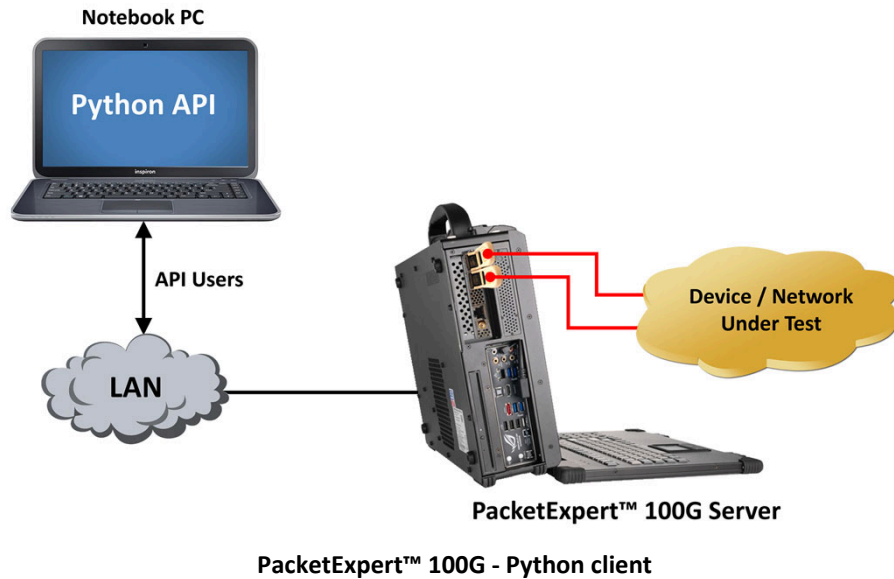 Notebook PC
Python API
inspiron
API Users
LAN
Device / Network
Under Test
PacketExpert™ 100G Server
PacketExpert™ 100G - Python client